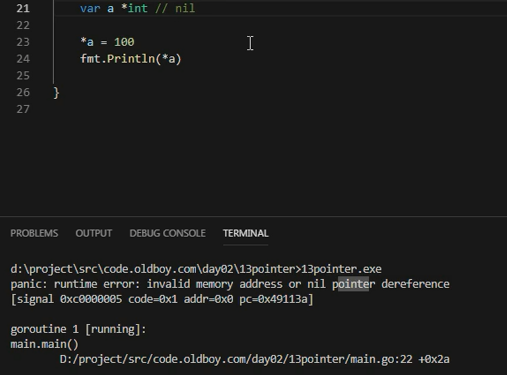 21 var a *int // nil
22
23 *a = 100
24 fmt.Println(*a)
25
26 }
27
PROBLEMS OUTPUT DEBUG CONSOLE TERMINAL
d:\project\src\code.oldboy.com\day02\13pointer>13pointer.exe
panic: runtime error: invalid memory address or nil pointer dereference
[signal 0xc0000005 code=0x1 addr=0x0 pc=0x49113a]
goroutine 1 [running]:
main.main()
D:/project/src/code.oldboy.com/day02/13pointer/main.go:22 +0x2a